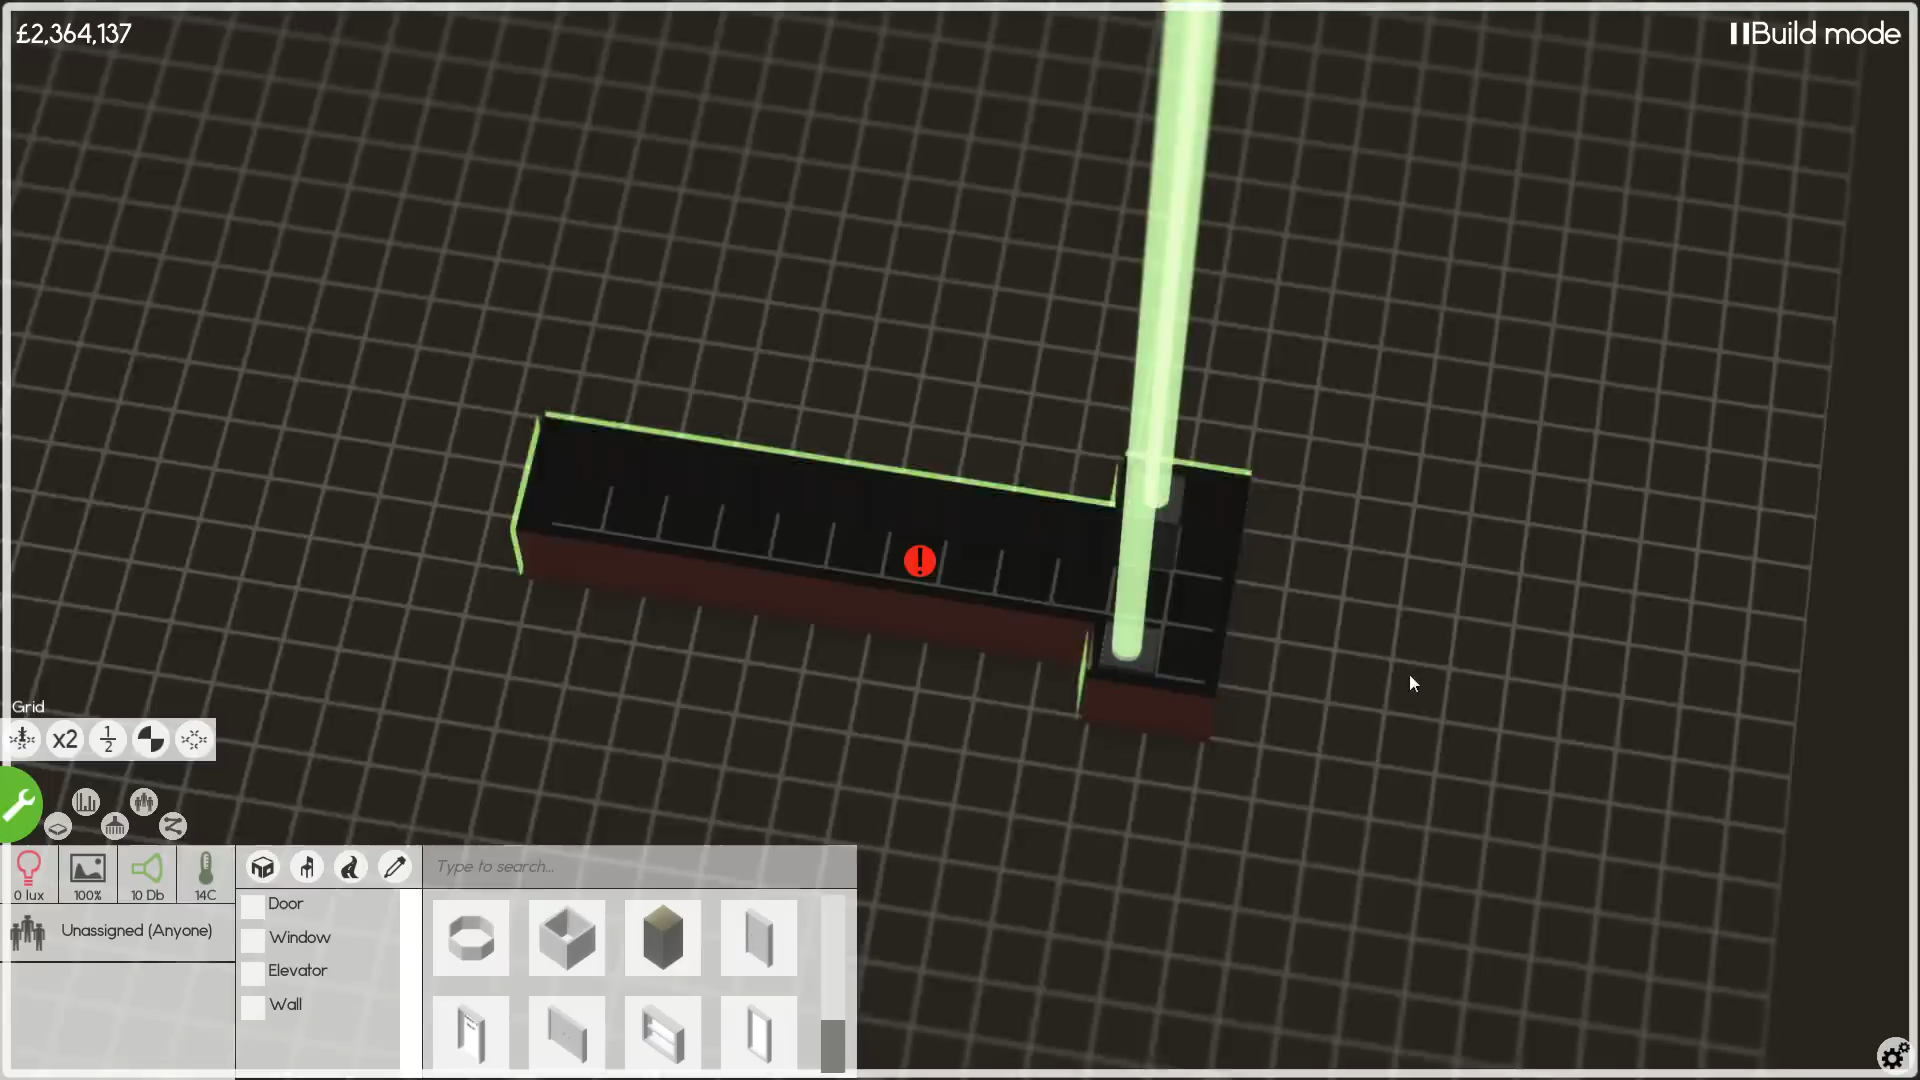 £2,364,137
Build mode
Grid
x2
1
2
0 lux
100%
10 Db
14C
Unassigned (Anyone)
Type to search...
Door
Window
Elevator
Wall